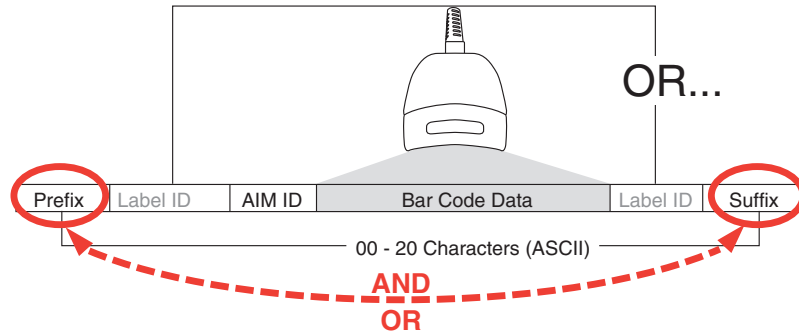 OR...
Prefix Label ID AIM ID Bar Code Data Label ID Suffix
00 - 20 Characters (ASCII)
AND
OR